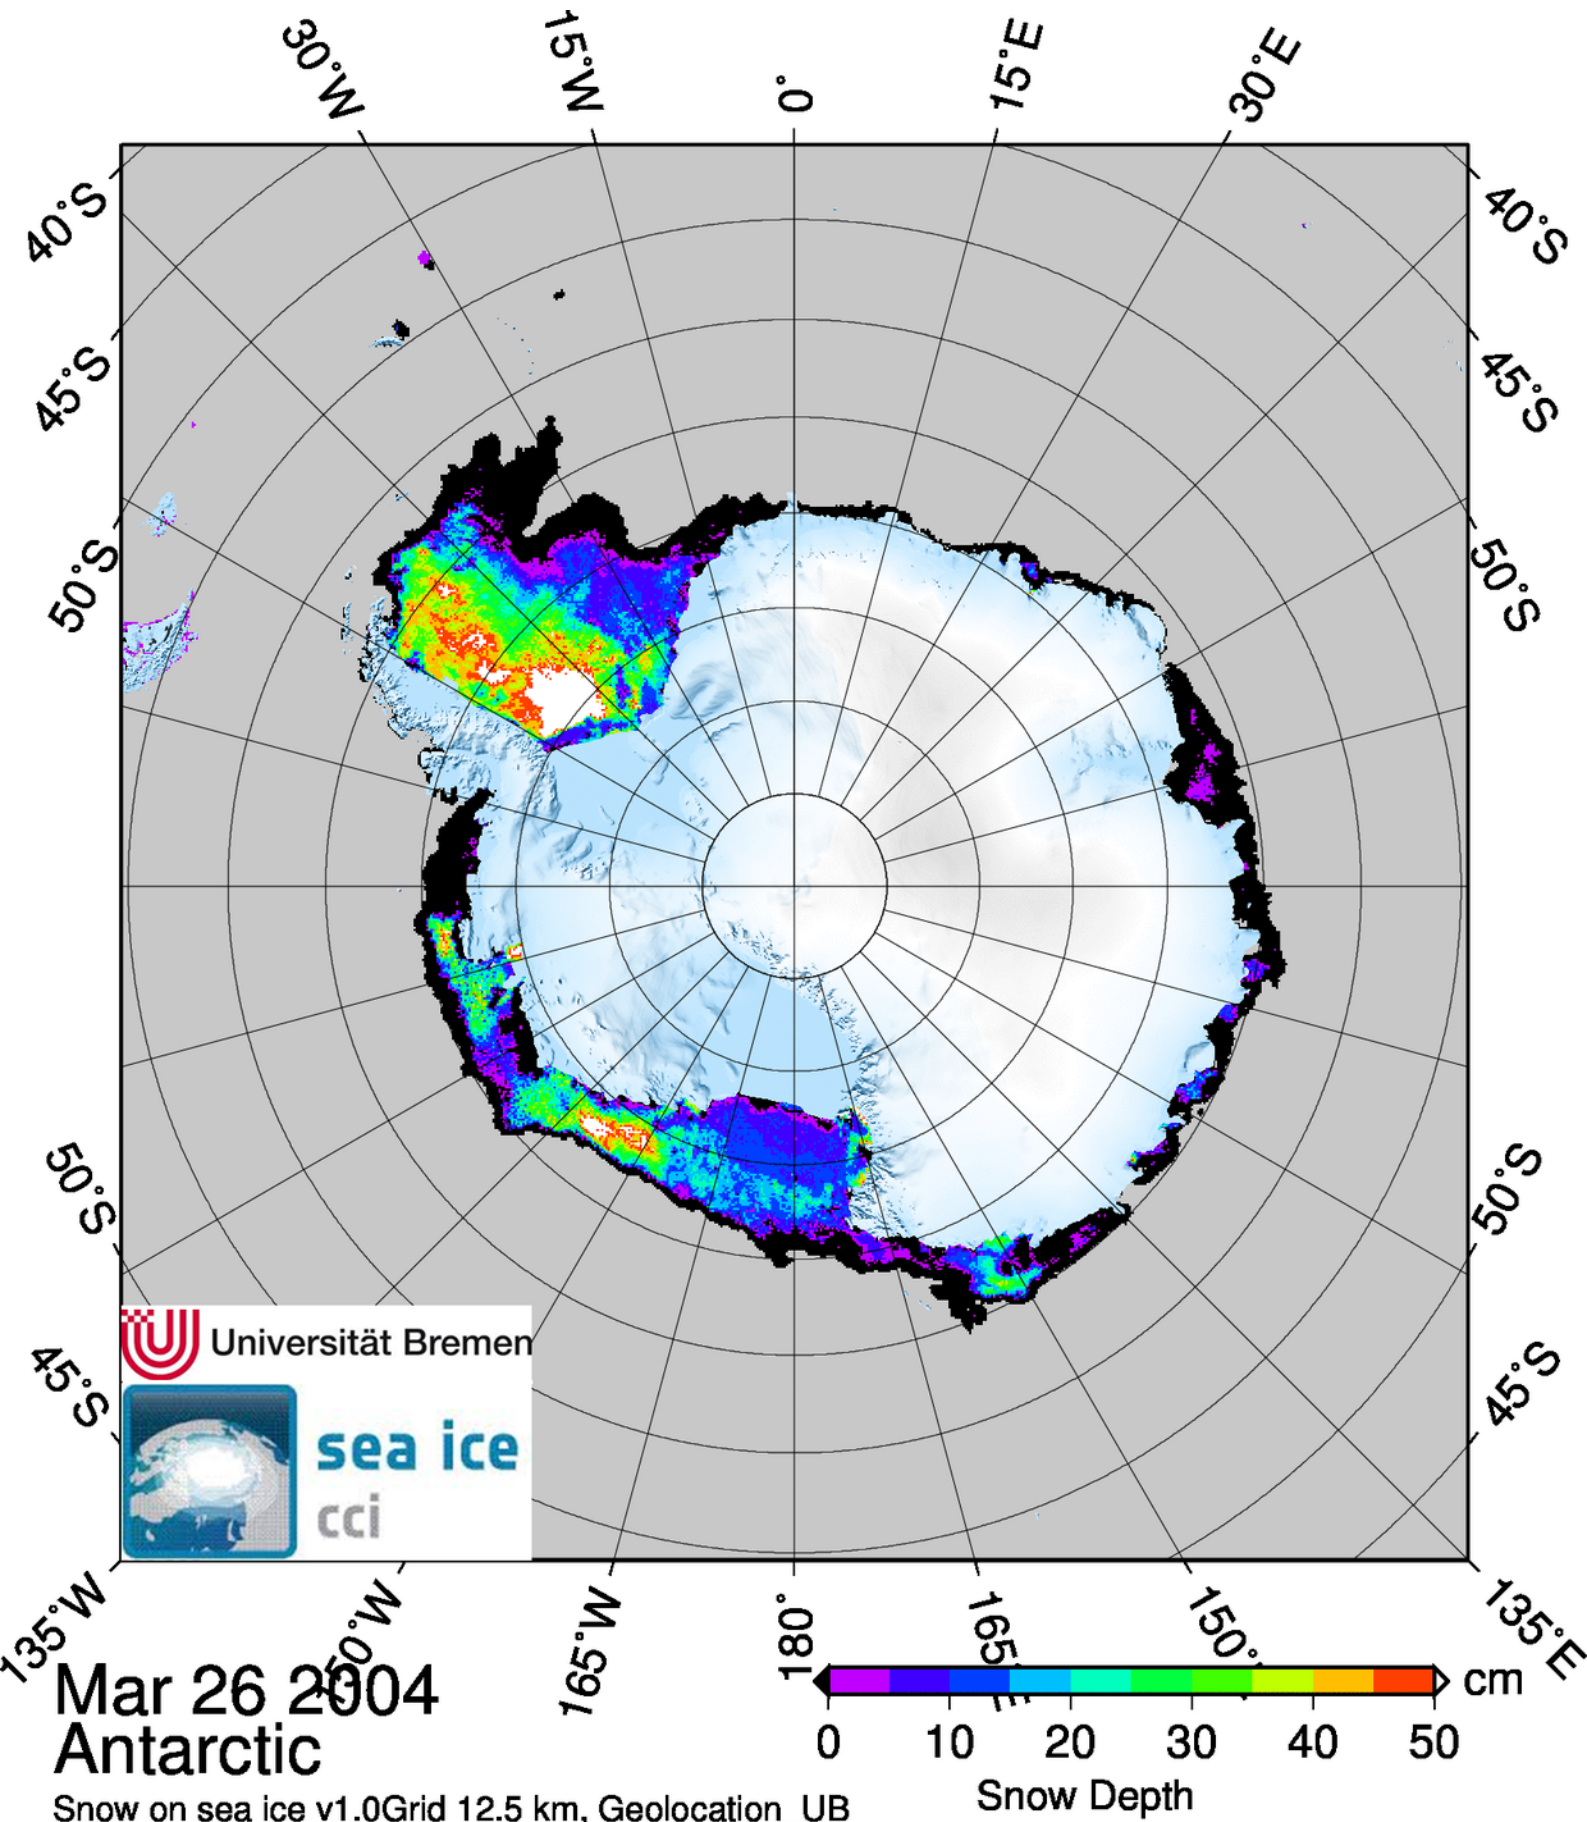 30°W
15°W
0°
15°E
30°E
40°S
40°S
45°S
45°S
50°S
50°S
50°S
50°S
45°S
45°S
Universität Bremen
sea ice
cci
135°W
165°W
180°
135°E
Mar 26 2004
Antarctic
Snow on sea ice v1.0Grid 12.5 km, Geolocation UB
cm
0 10 20 30 40 50
Snow Depth